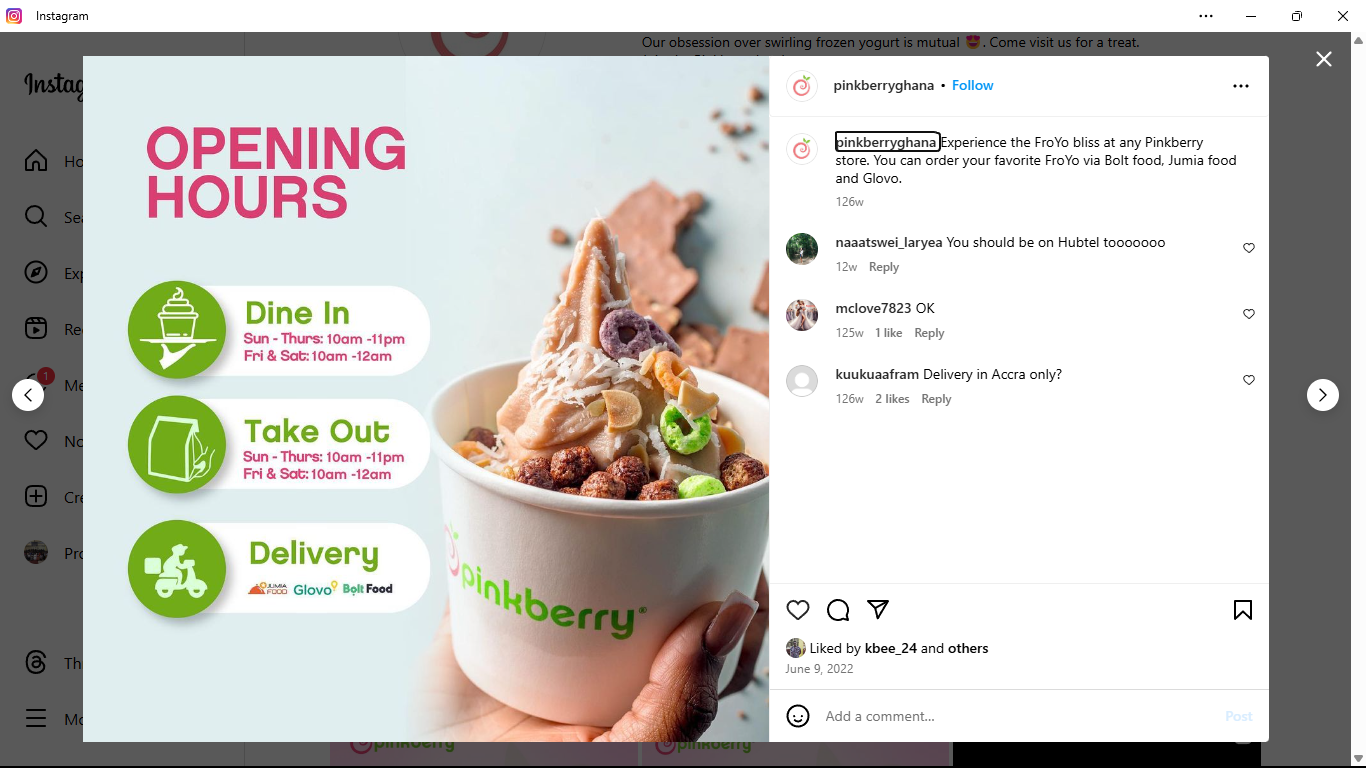 Instagram
Our obsession over swirling frozen yogurt is mutual 😍. Come visit us for a treat.
Instag
Ho
Sea
Exp
Re
1
Me
No
Cre
Pro
Th
Mo
OPENING
HOURS
Dine In
Sun - Thurs: 10am -11pm
Fri & Sat: 10am -12am
Take Out
Sun - Thurs: 10am -11pm
Fri & Sat: 10am -12am
Delivery
JUMIA FOOD Glovo Bolt Food
pinkberry®
pinkberryghana • Follow
pinkberryghana Experience the FroYo bliss at any Pinkberry
store. You can order your favorite FroYo via Bolt food, Jumia food
and Glovo.
126w
naaatswei_laryea You should be on Hubtel tooooooo
12w Reply
mclove7823 OK
125w 1 like Reply
kuukuaafram Delivery in Accra only?
126w 2 likes Reply
Liked by kbee_24 and others
June 9, 2022
Add a comment...
Post
pinkberry
pinkberry